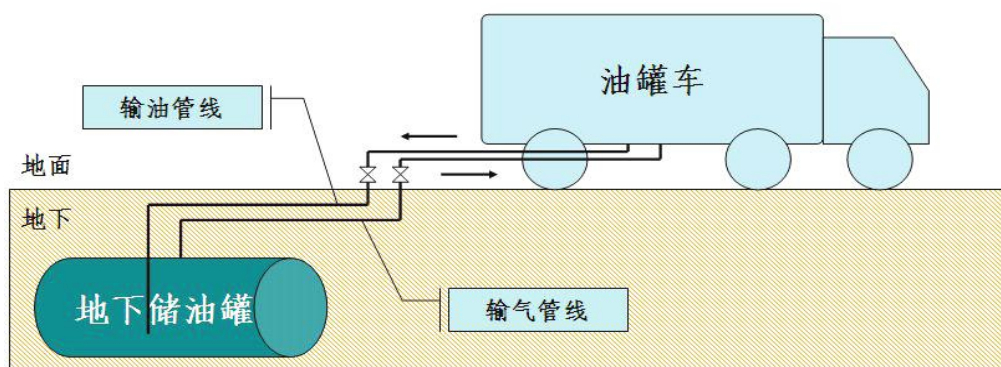 油罐车
输油管线
地面
地下
地下储油罐
输气管线